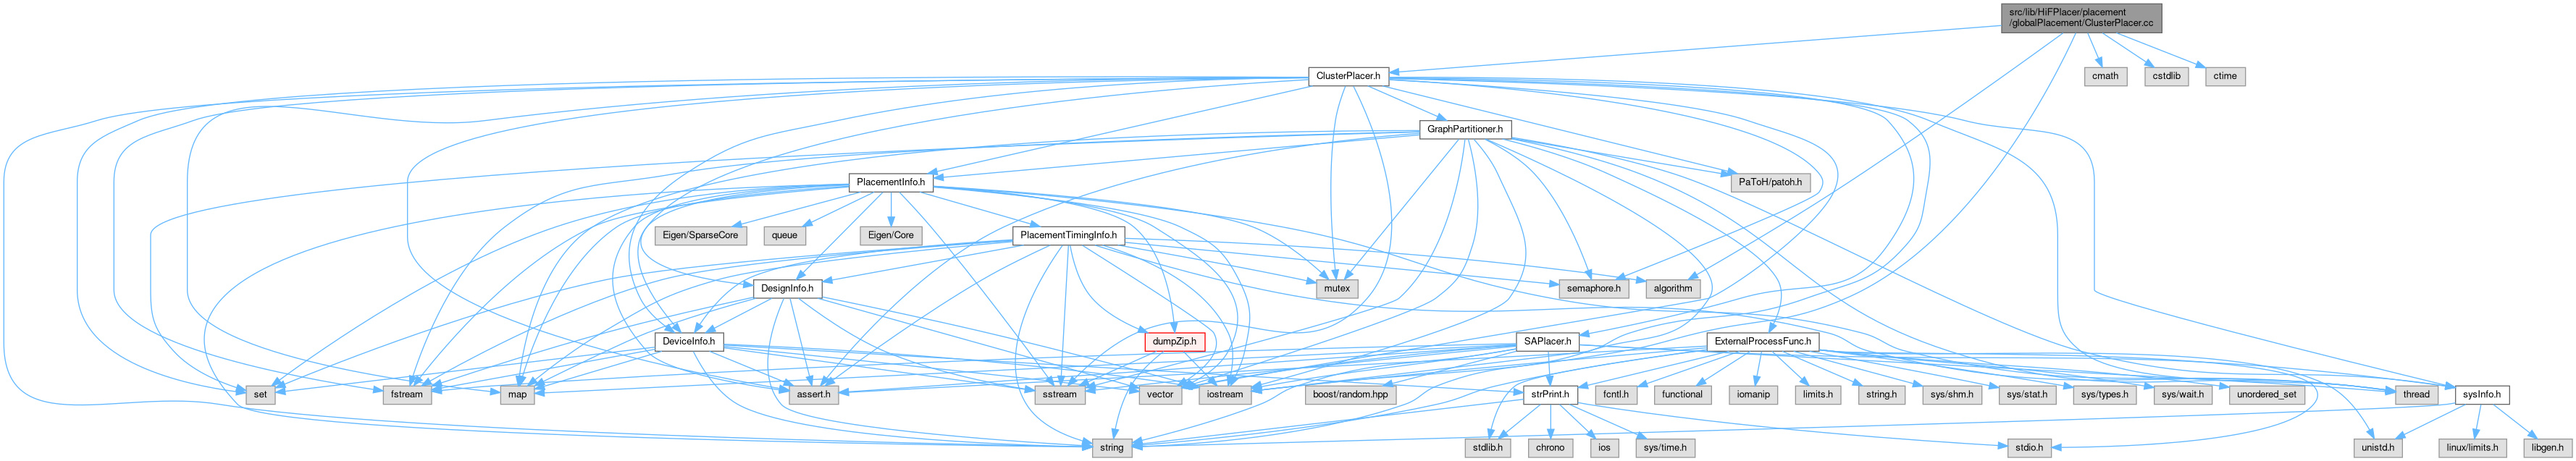 src/lib/HiFPlacer/placement
/globalPlacement/ClusterPlacer.cc
ClusterPlacer.h
cmath
cstdlib
ctime
GraphPartitioner.h
PlacementInfo.h
PaToH/patoh.h
Eigen/SparseCore
queue
Eigen/Core
PlacementTimingInfo.h
DesignInfo.h
mutex
semaphore.h
algorithm
DeviceInfo.h
dumpZip.h
SAPlacer.h
ExternalProcessFunc.h
set
fstream
map
assert.h
sstream
vector
iostream
boost/random.hpp
strPrint.h
fcntl.h
functional
iomanip
limits.h
string.h
sys/shm.h
sys/stat.h
sys/types.h
sys/wait.h
unordered_set
thread
sysInfo.h
string
stdlib.h
chrono
ios
sys/time.h
stdio.h
unistd.h
linux/limits.h
libgen.h